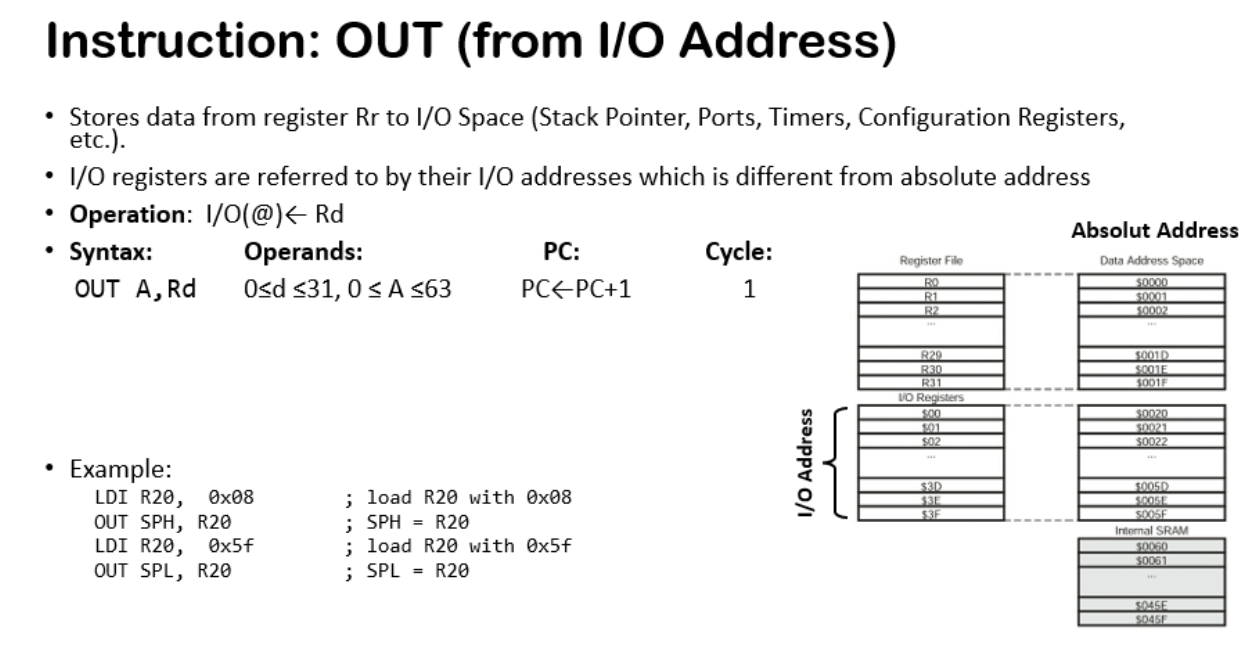 Instruction: OUT (from I/O Address)
• Stores data from register Rr to I/O Space (Stack Pointer, Ports, Timers, Configuration Registers,
etc.).
• I/O registers are referred to by their I/O addresses which is different from absolute address
• Operation: I/O(@)← Rd
• Syntax: Operands: PC: Cycle:
OUT A,Rd 0≤d ≤31, 0 ≤ A ≤63 PC←PC+1 1
• Example:
LDI R20, 0x08 ; load R20 with 0x08
OUT SPH, R20 ; SPH = R20
LDI R20, 0x5f ; load R20 with 0x5f
OUT SPL, R20 ; SPL = R20
Absolut Address
Register File Data Address Space
R0 $0000
R1 $0001
R2 $0002
... ...
R29 $001D
R30 $001E
R31 $001F
I/O Registers
I/O Address
$00 $0020
$01 $0021
$02 $0022
... ...
$3D $005D
$3E $005E
$3F $005F
Internal SRAM
$0060
$0061
...
$045E
$045F